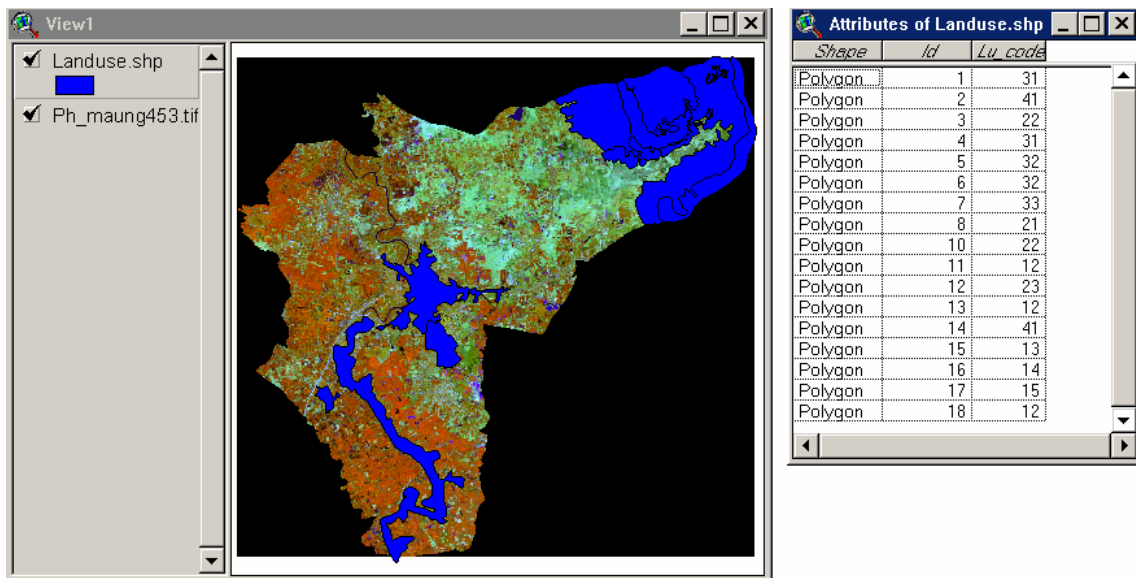 View1
Landuse.shp
Ph_maung453.tif
Attributes of Landuse.shp
Shape Id Lu_code
Polygon 1 31
Polygon 2 41
Polygon 3 22
Polygon 4 31
Polygon 5 32
Polygon 6 32
Polygon 7 33
Polygon 8 21
Polygon 10 22
Polygon 11 12
Polygon 12 23
Polygon 13 12
Polygon 14 41
Polygon 15 13
Polygon 16 14
Polygon 17 15
Polygon 18 12